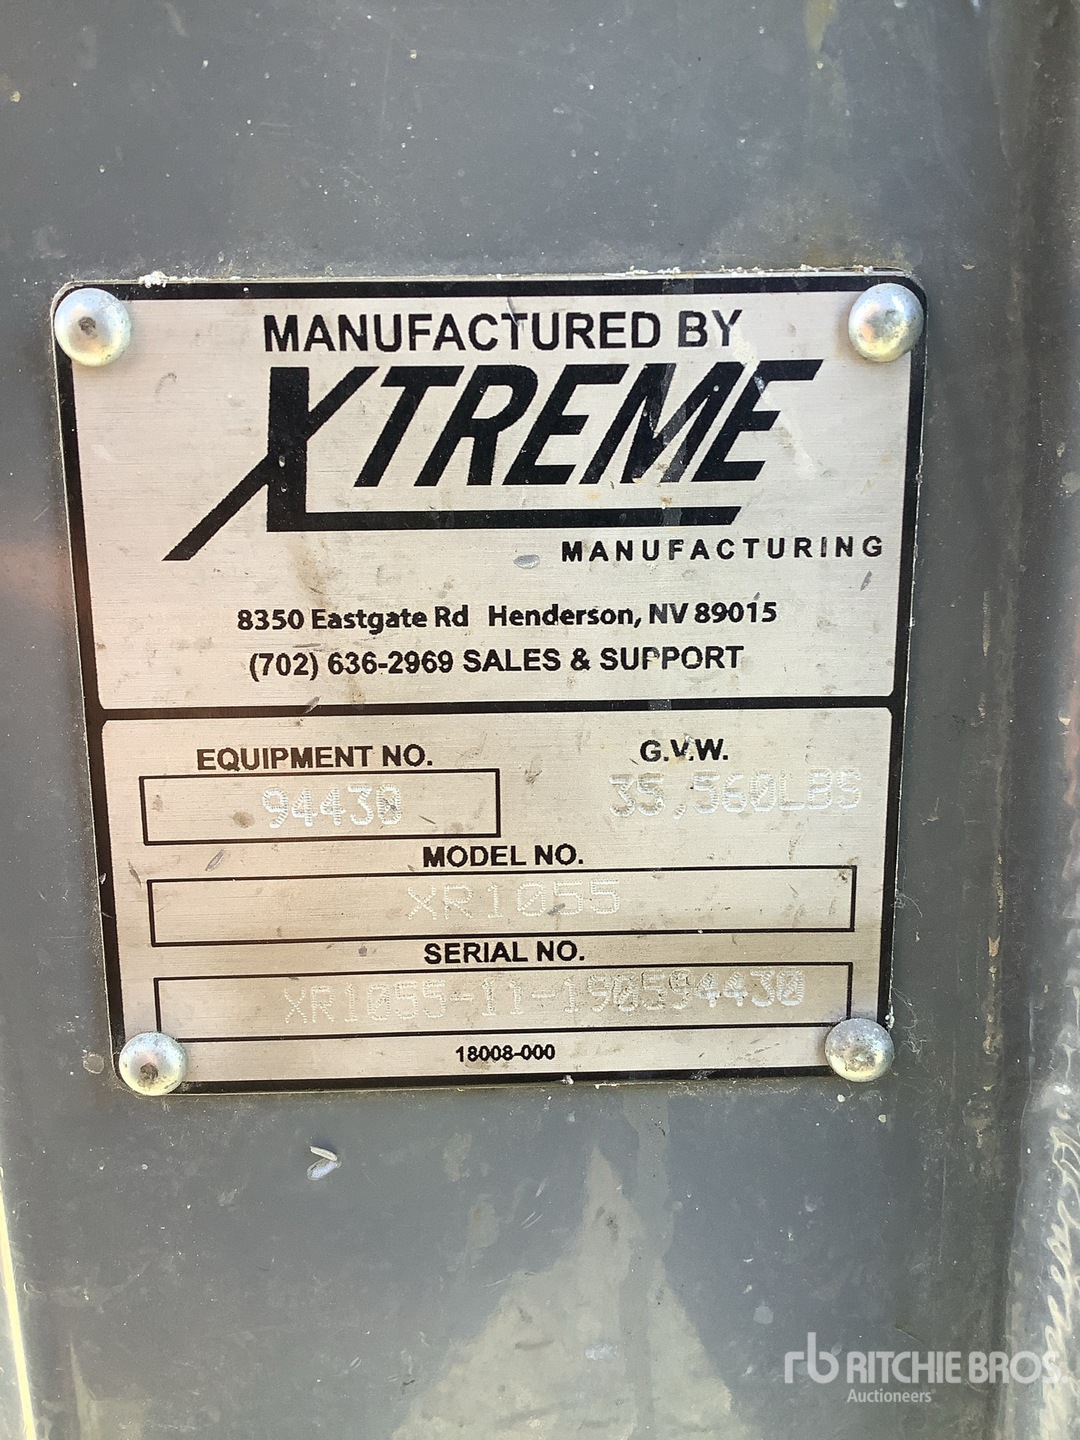 MANUFACTURED BY
XTREME
MANUFACTURING
8350 Eastgate Rd Henderson, NV 89015
(702) 636-2969 SALES & SUPPORT
EQUIPMENT NO. G.V.W.
94430 35,560LBS
MODEL NO.
XR1055
SERIAL NO.
XR1055-11-190594430
18008-000
rb RITCHIE BROS.
Auctioneers